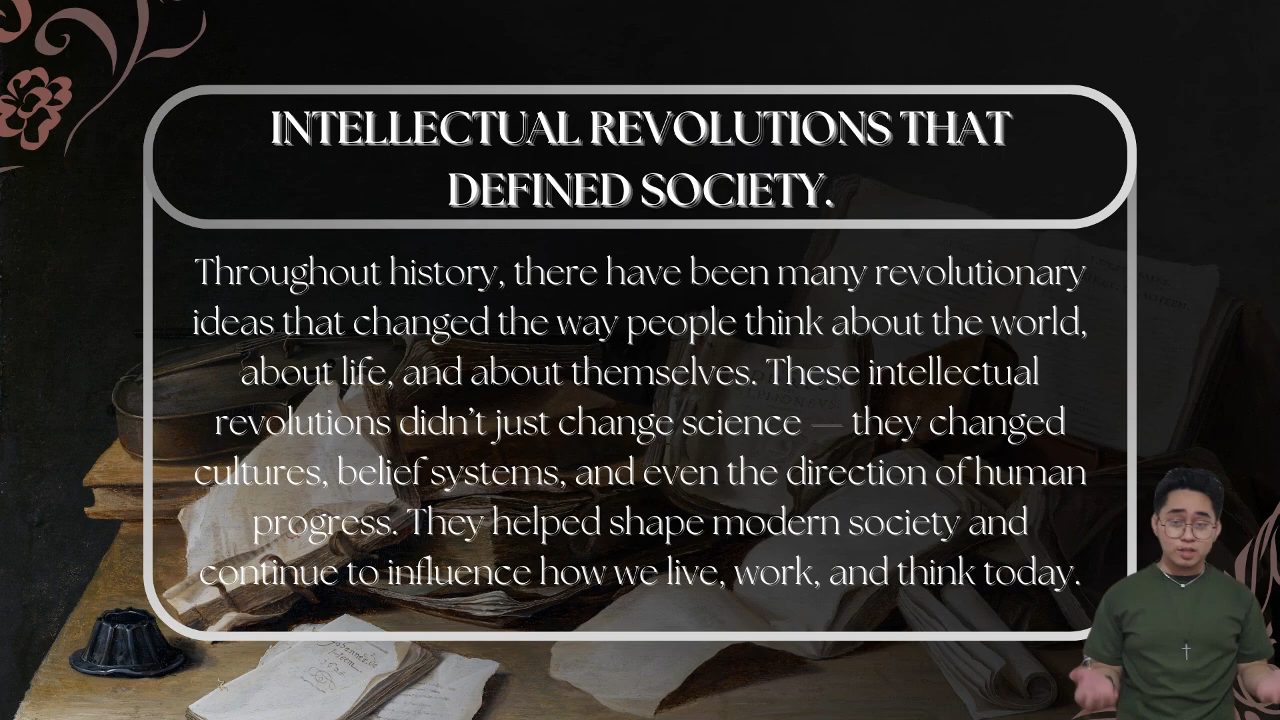 INTELLECTUAL REVOLUTIONS THAT
DEFINED SOCIETY.
Throughout history, there have been many revolutionary
ideas that changed the way people think about the world,
about life, and about themselves. These intellectual
revolutions didn’t just change science — they changed
cultures, belief systems, and even the direction of human
progress. They helped shape modern society and
continue to influence how we live, work, and think today.